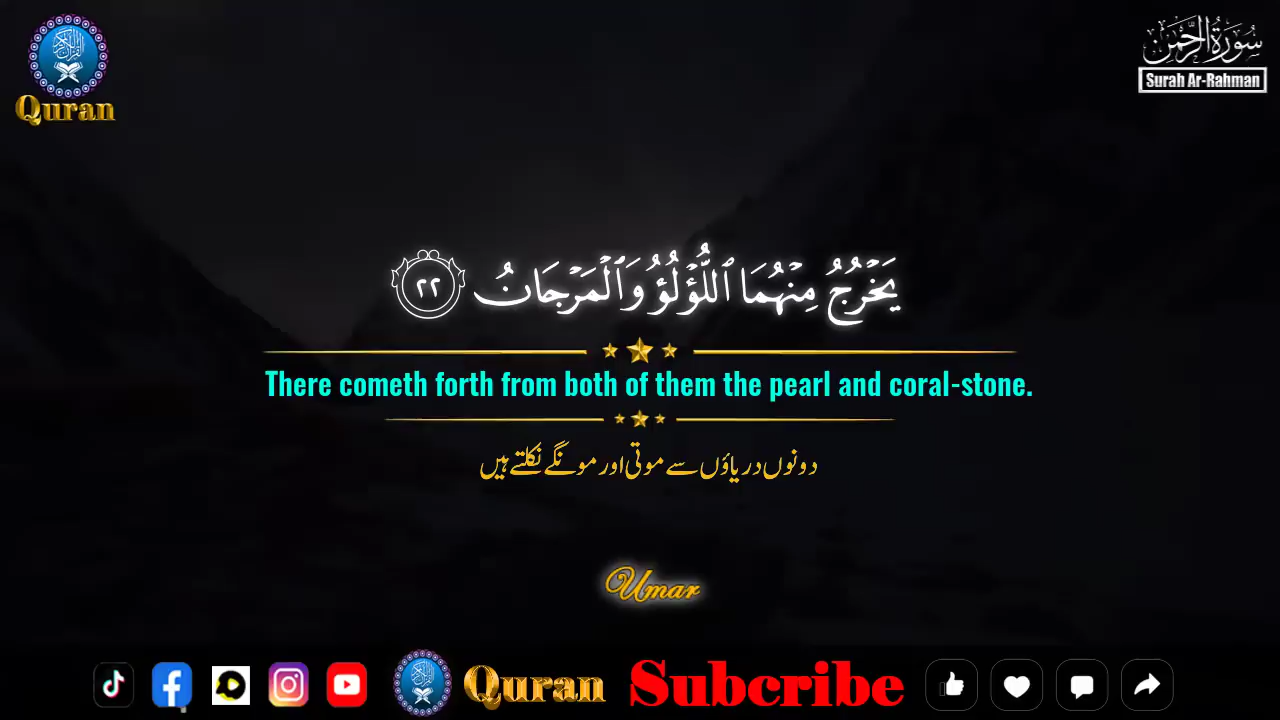 Quran
سُورَةُ الرَّحْمٰن
Surah Ar-Rahman
يَخْرُجُ مِنْهُمَا ٱللُّؤْلُؤُ وَٱلْمَرْجَانُ ٢٢
There cometh forth from both of them the pearl and coral-stone.
دونوں دریاؤں سے موتی اور مونگے نکلتے ہیں
Umar
Quran Subcribe